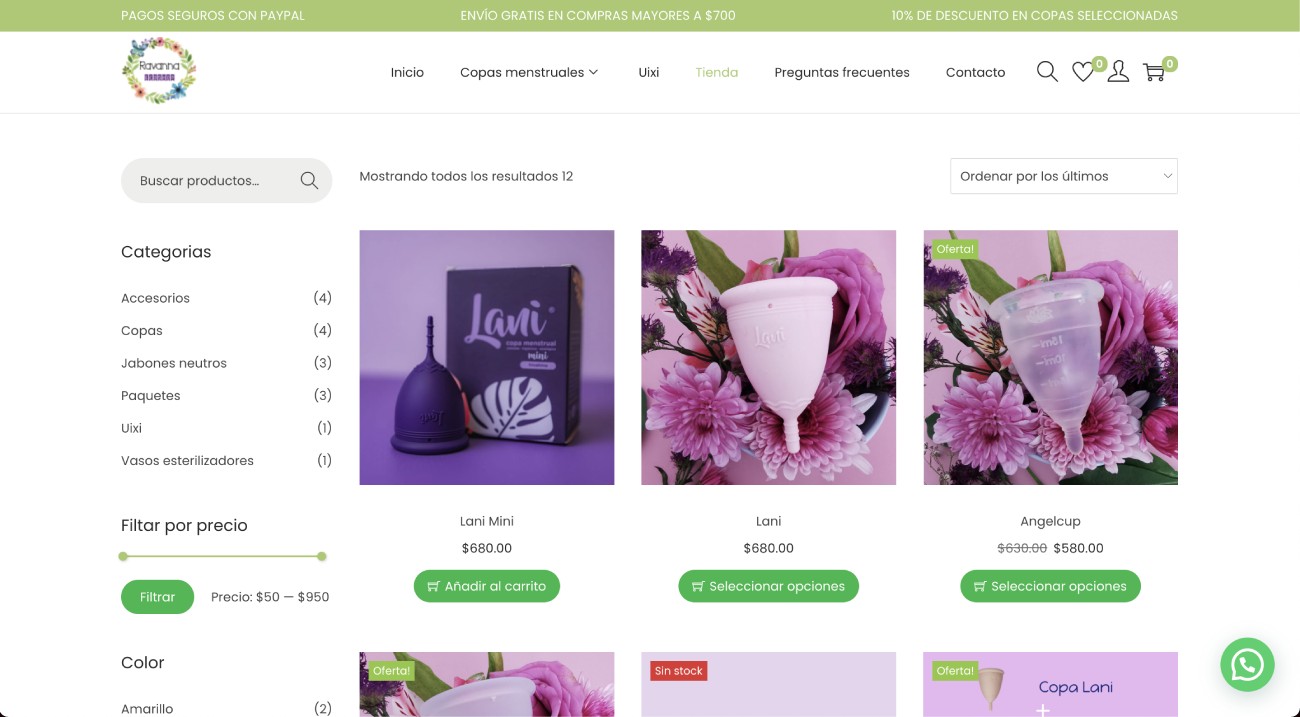 PAGOS SEGUROS CON PAYPAL
ENVÍO GRATIS EN COMPRAS MAYORES A $700
10% DE DESCUENTO EN COPAS SELECCIONADAS
Ravanna
Inicio
Copas menstruales
Uixi
Tienda
Preguntas frecuentes
Contacto
0
0
Buscar productos...
Mostrando todos los resultados 12
Ordenar por los últimos
Categorias
Accesorios (4)
Copas (4)
Jabones neutros (3)
Paquetes (3)
Uixi (1)
Vasos esterilizadores (1)
Filtar por precio
Filtrar
Precio: $50 — $950
Color
Amarillo (2)
Lani
copa menstrual
mini
Lani
Oferta!
15ml
10ml
Lani Mini
$680.00
Añadir al carrito
Lani
$680.00
Seleccionar opciones
Angelcup
$630.00 $580.00
Seleccionar opciones
Oferta!
Sin stock
Oferta!
Copa Lani
+